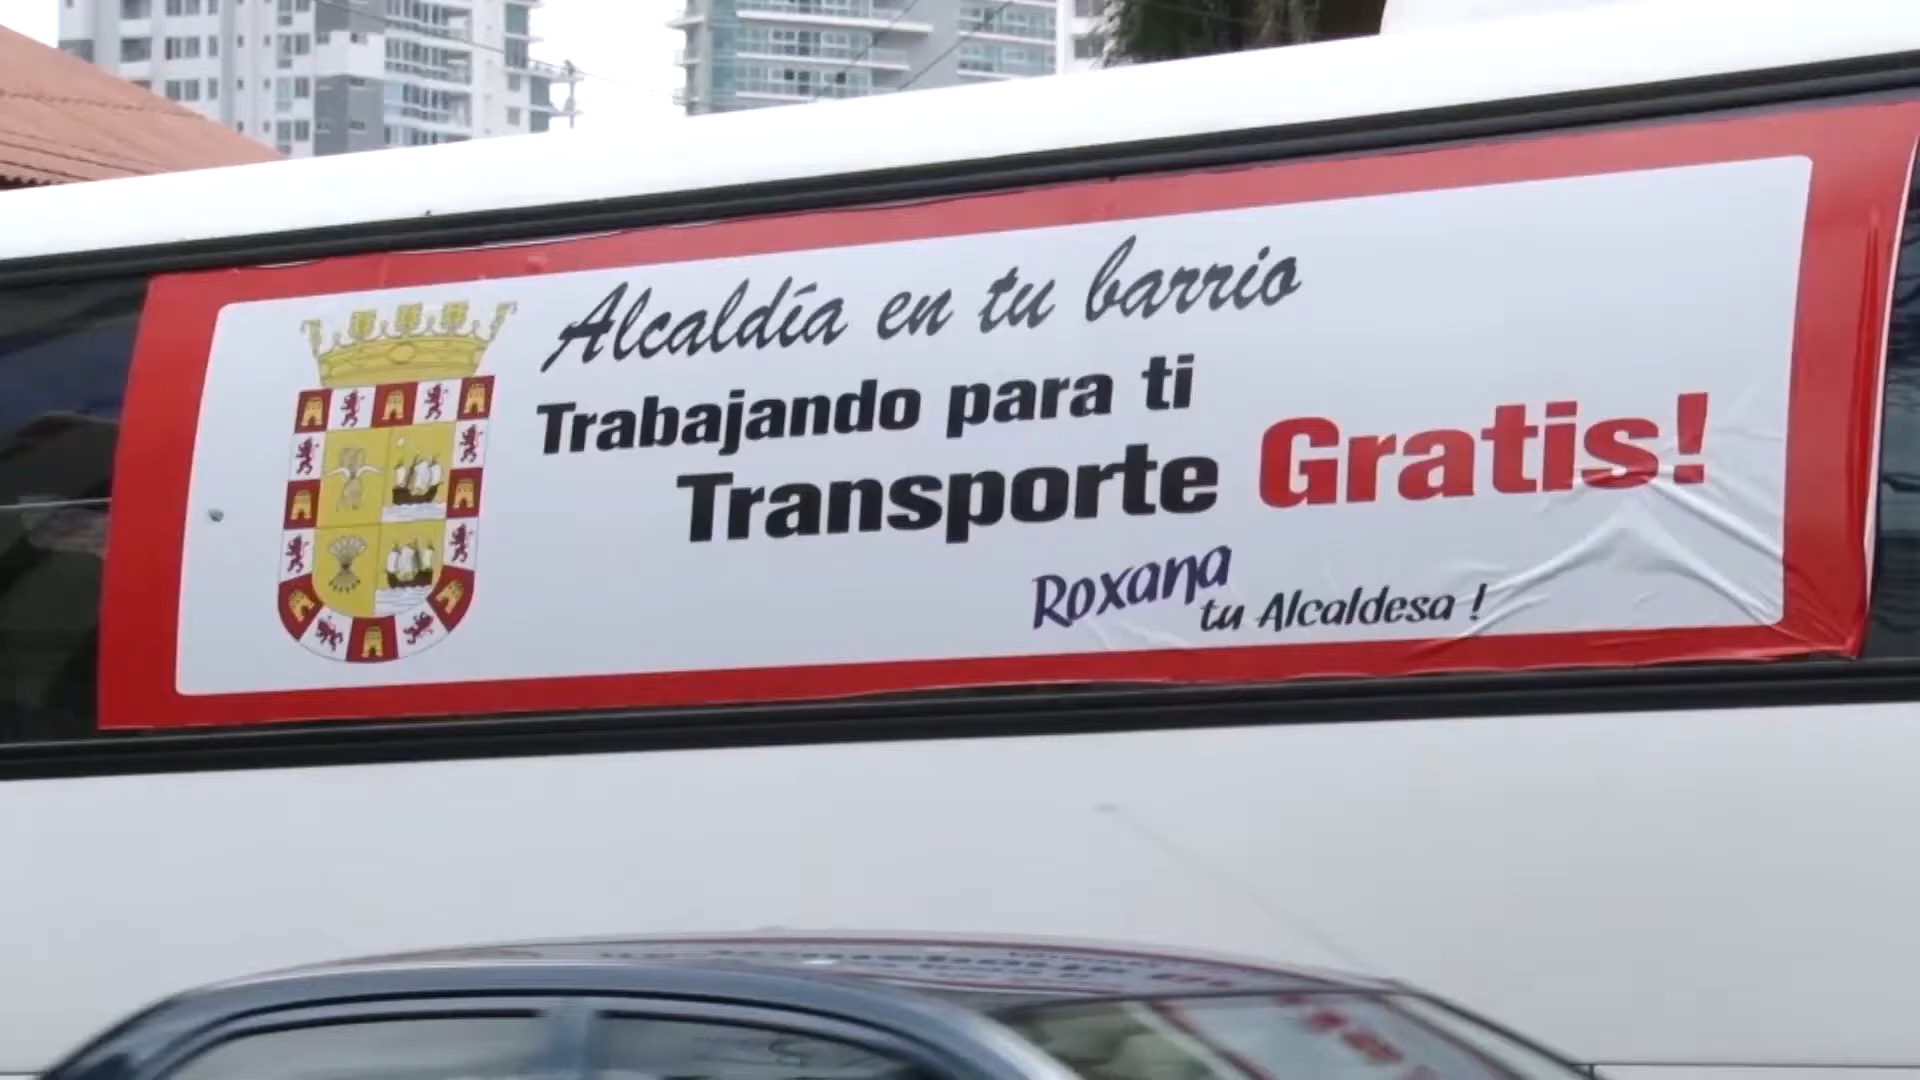 Alcaldía en tu barrio
Trabajando para ti
Transporte Gratis!
Roxana
tu Alcaldesa !